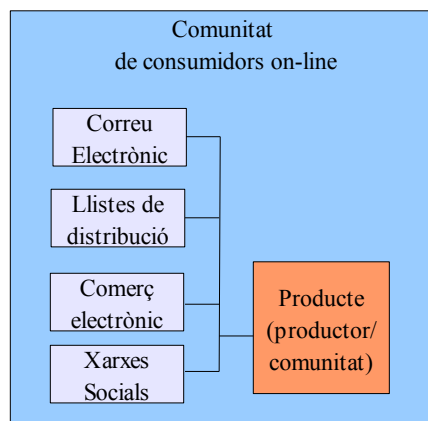 Comunitat
de consumidors on-line
Correu
Electrònic
Llistes de
distribució
Comerç
electrònic
Xarxes
Socials
Producte
(productor/
comunitat)